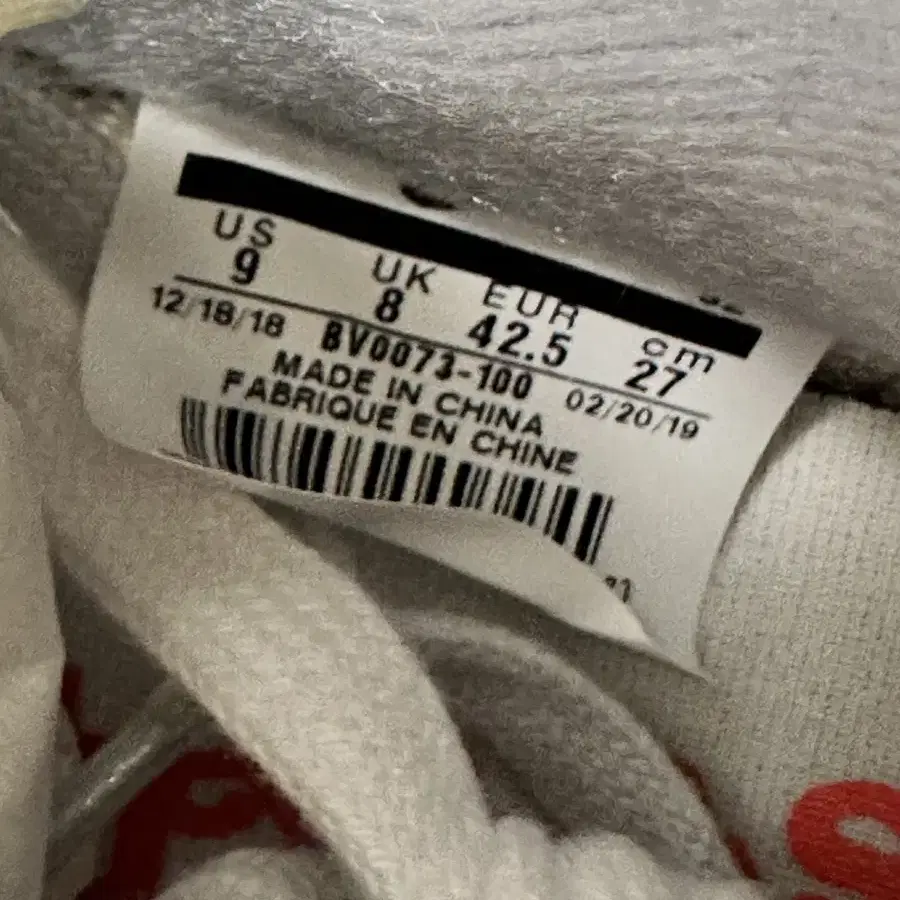 US UK EUR cm
9 8 42.5 27
12/18/18 BV0073-100 02/20/19
MADE IN CHINA
FABRIQUE EN CHINE